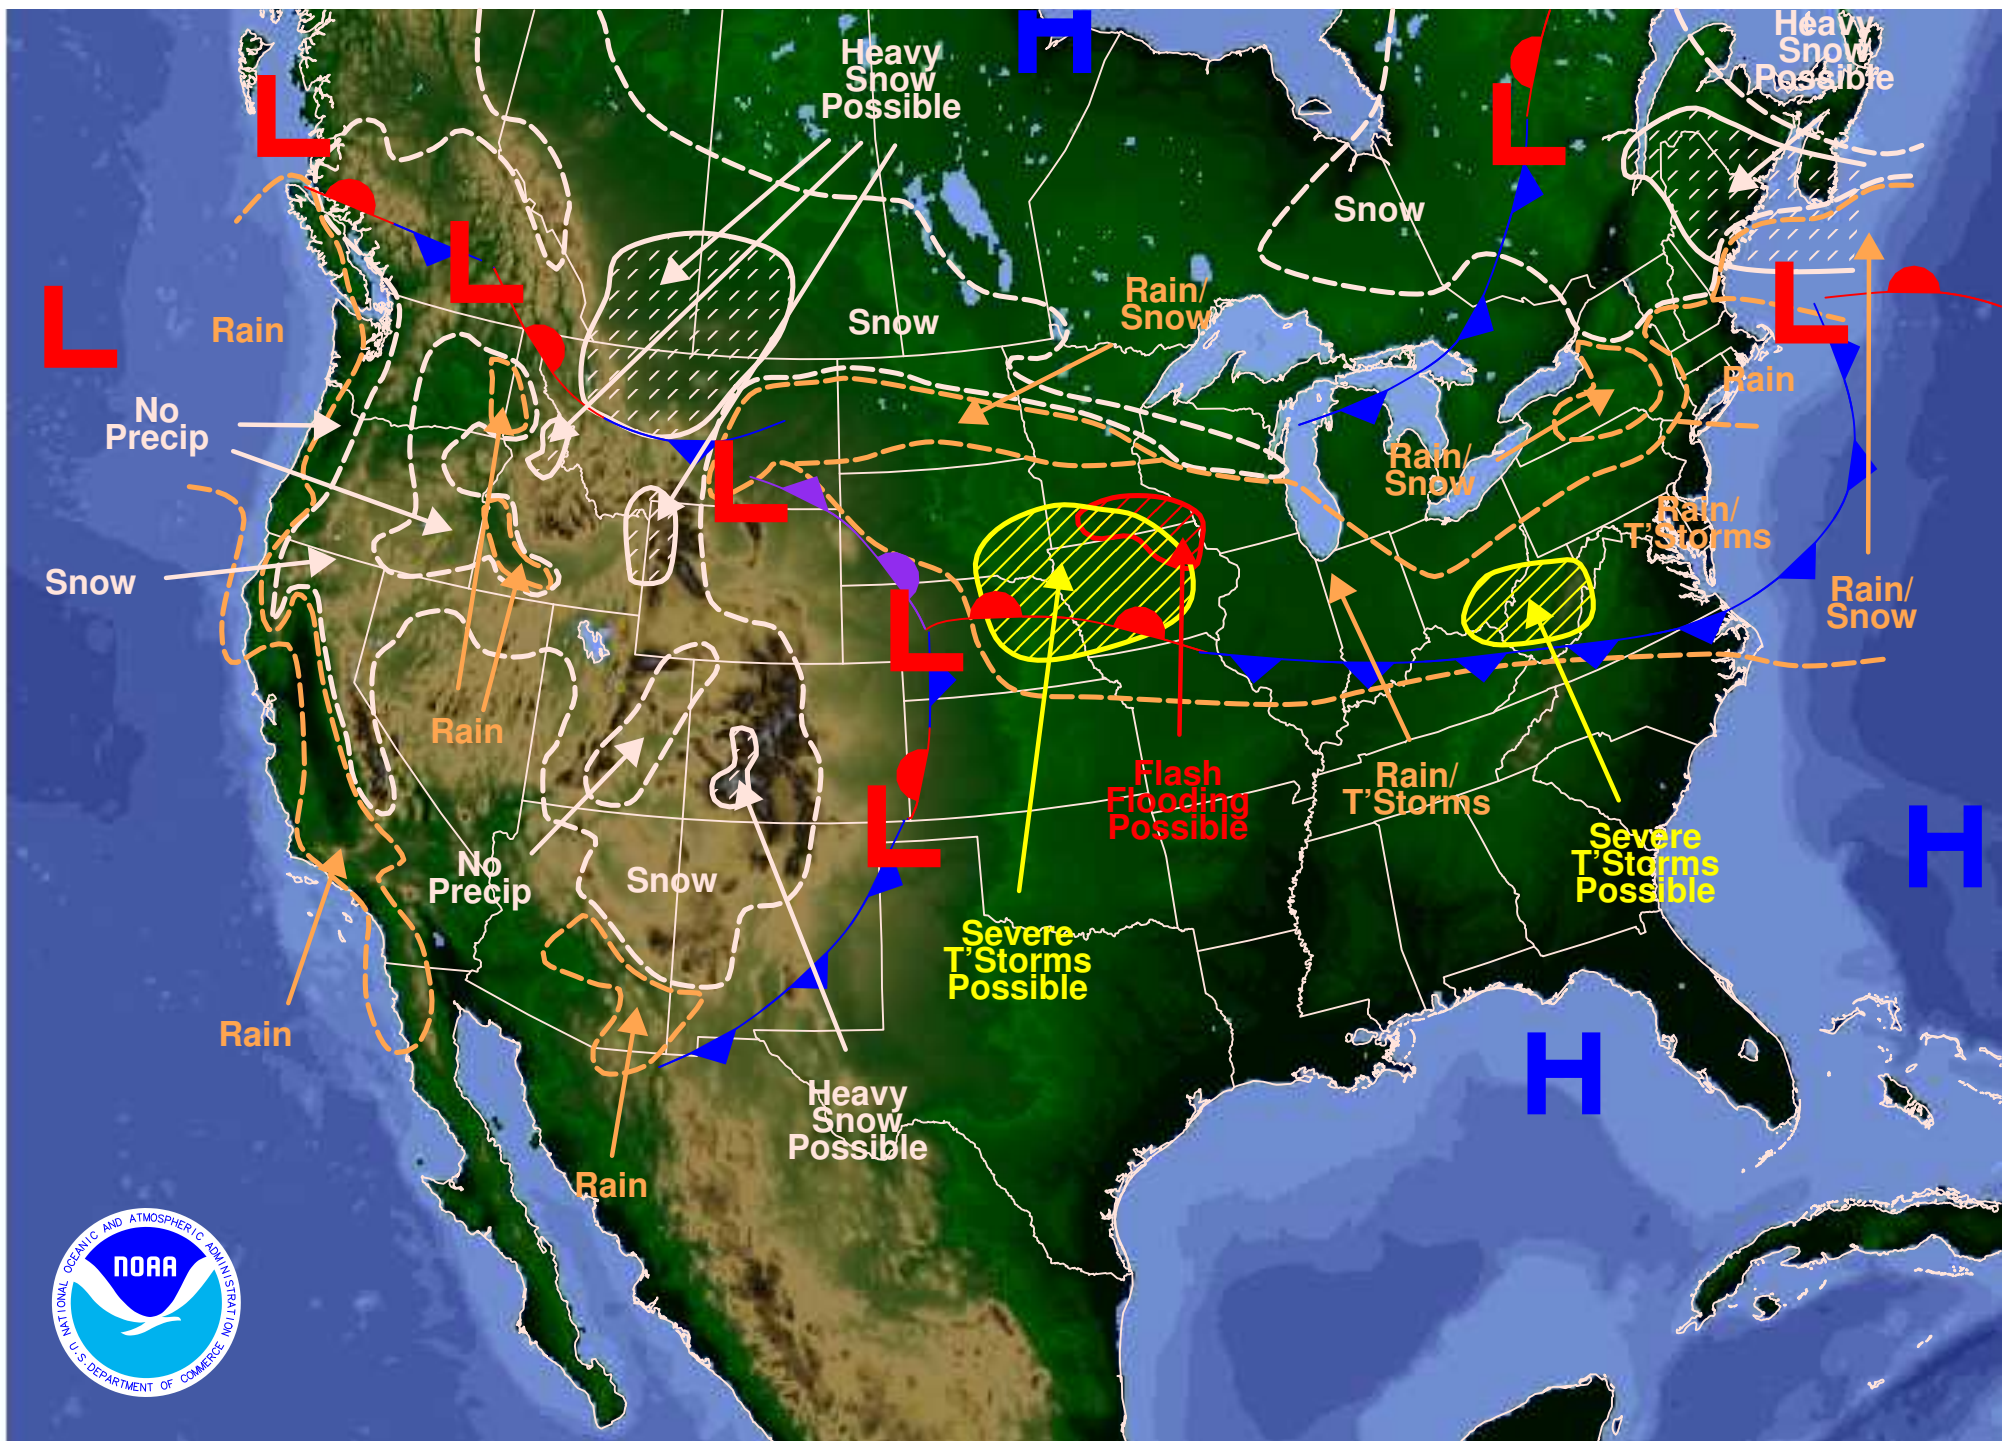 Heavy
Snow
Possible
H
Heavy
Snow
Possible
L
L
Snow
L
L
Rain
Snow
Rain/
Snow
L
Rain
No
Precip
Rain/
Snow
L
Rain/
T'Storms
Snow
L
Rain/
Snow
Rain
Flash
Flooding
Possible
Rain/
T'Storms
L
No
Precip
Snow
Severe
T'Storms
Possible
H
Severe
T'Storms
Possible
Rain
H
Heavy
Snow
Possible
Rain
NATIONAL OCEANIC AND ATMOSPHERIC ADMINISTRATION
NOAA
U.S. DEPARTMENT OF COMMERCE